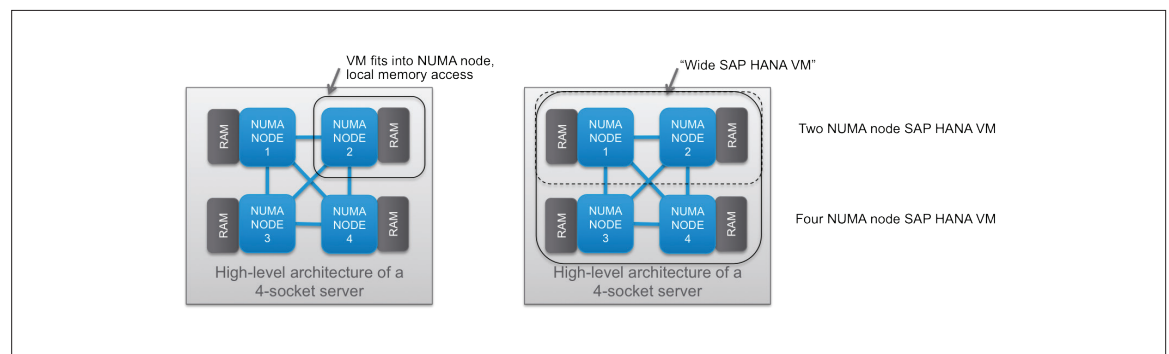 VM fits into NUMA node,
local memory access
RAM
NUMA
NODE
1
NUMA
NODE
2
RAM
RAM
NUMA
NODE
3
NUMA
NODE
4
RAM
High-level architecture of a
4-socket server
“Wide SAP HANA VM”
RAM
NUMA
NODE
1
NUMA
NODE
2
RAM
Two NUMA node SAP HANA VM
RAM
NUMA
NODE
3
NUMA
NODE
4
RAM
Four NUMA node SAP HANA VM
High-level architecture of a
4-socket server